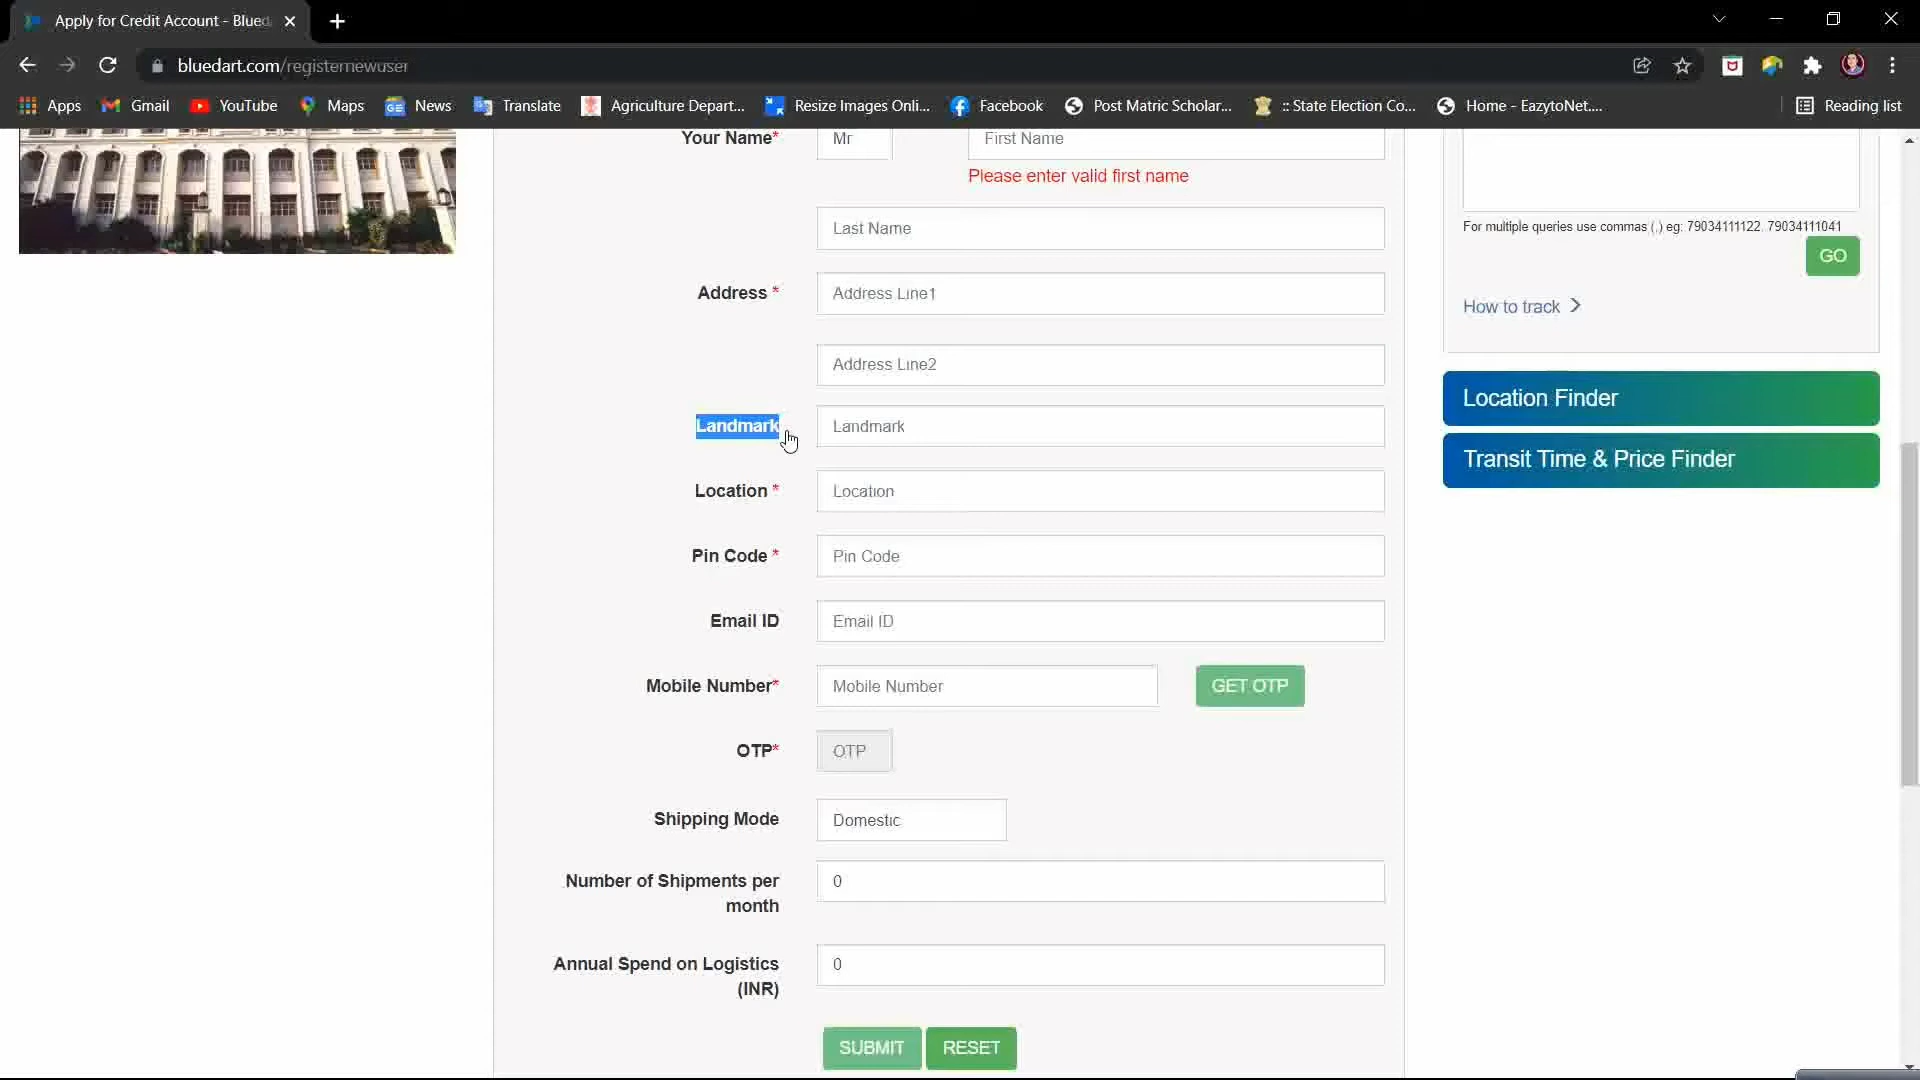 Apply for Credit Account - Blued
bluedart.com/registernewuser
Apps
Gmail
YouTube
Maps
News
Translate
Agriculture Depart...
Resize Images Onli...
Facebook
Post Matric Scholar...
:: State Election Co...
Home - EazytoNet....
Reading list
Your Name*
Mr
First Name
Please enter valid first name
Last Name
Address *
Address Line1
Address Line2
Landmark
Landmark
Location *
Location
Pin Code *
Pin Code
Email ID
Email ID
Mobile Number*
Mobile Number
GET OTP
OTP*
OTP
Shipping Mode
Domestic
Number of Shipments per
month
0
Annual Spend on Logistics
(INR)
0
SUBMIT
RESET
For multiple queries use commas (,) eg: 79034111122, 79034111041
GO
How to track
Location Finder
Transit Time & Price Finder